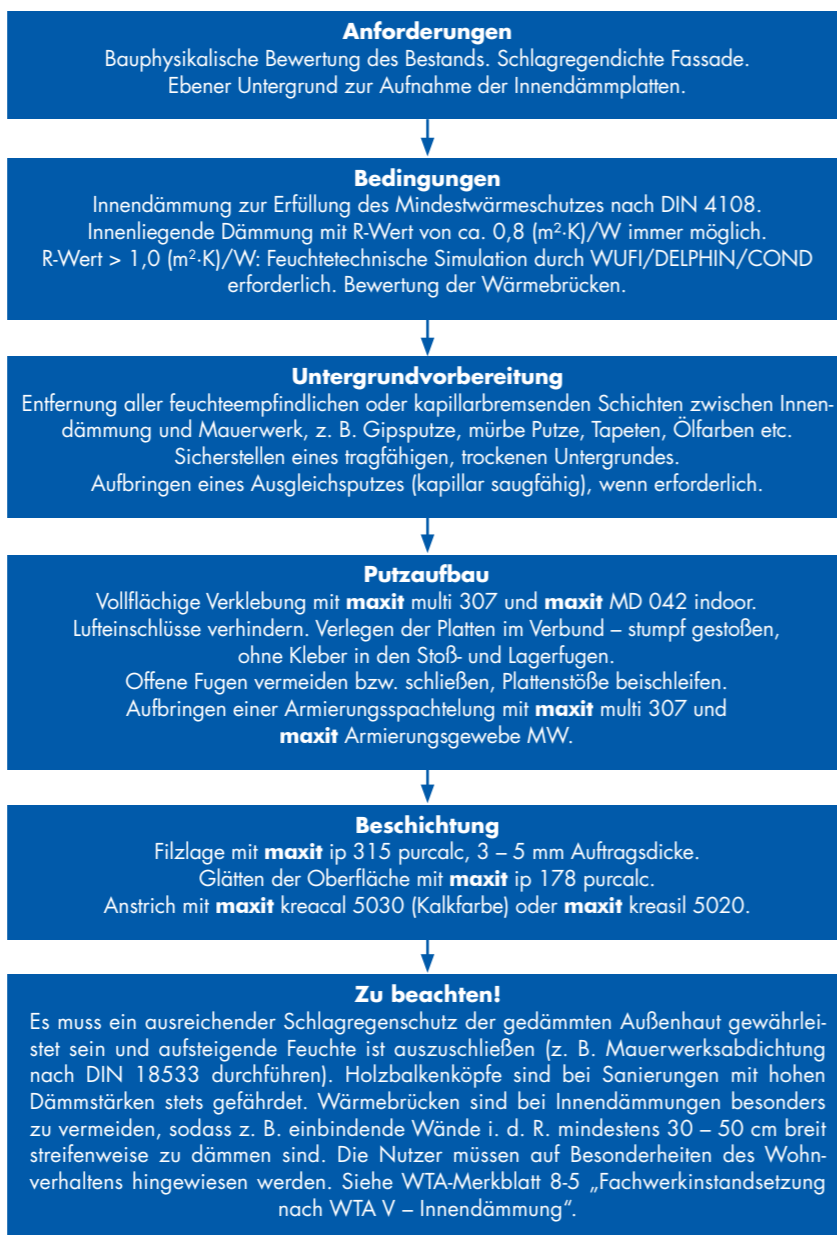 Anforderungen
Bauphysikalische Bewertung des Bestands. Schlagregendichte Fassade.
Ebener Untergrund zur Aufnahme der Innendämmplatten.
Bedingungen
Innendämmung zur Erfüllung des Mindestwärmeschutzes nach DIN 4108.
Innenliegende Dämmung mit R-Wert von ca. 0,8 (m²·K)/W immer möglich.
R-Wert > 1,0 (m²·K)/W: Feuchtetechnische Simulation durch WUFI/DELPHIN/COND
erforderlich. Bewertung der Wärmebrücken.
Untergrundvorbereitung
Entfernung aller feuchteempfindlichen oder kapillarbremsenden Schichten zwischen Innen-
dämmung und Mauerwerk, z. B. Gipsputze, mürbe Putze, Tapeten, Ölfarben etc.
Sicherstellen eines tragfähigen, trockenen Untergrundes.
Aufbringen eines Ausgleichsputzes (kapillar saugfähig), wenn erforderlich.
Putzaufbau
Vollflächige Verklebung mit maxit multi 307 und maxit MD 042 indoor.
Lufteinschlüsse verhindern. Verlegen der Platten im Verbund – stumpf gestoßen,
ohne Kleber in den Stoß- und Lagerfugen.
Offene Fugen vermeiden bzw. schließen, Plattenstöße beischleifen.
Aufbringen einer Armierungsspachtelung mit maxit multi 307 und
maxit Armierungsgewebe MW.
Beschichtung
Filzlage mit maxit ip 315 purcalc, 3 – 5 mm Auftragsdicke.
Glätten der Oberfläche mit maxit ip 178 purcalc.
Anstrich mit maxit kreacal 5030 (Kalkfarbe) oder maxit kreasil 5020.
Zu beachten!
Es muss ein ausreichender Schlagregenschutz der gedämmten Außenhaut gewährlei-
stet sein und aufsteigende Feuchte ist auszuschließen (z. B. Mauerwerksabdichtung
nach DIN 18533 durchführen). Holzbalkenköpfe sind bei Sanierungen mit hohen
Dämmstärken stets gefährdet. Wärmebrücken sind bei Innendämmungen besonders
zu vermeiden, sodass z. B. einbindende Wände i. d. R. mindestens 30 – 50 cm breit
streifenweise zu dämmen sind. Die Nutzer müssen auf Besonderheiten des Wohn-
verhaltens hingewiesen werden. Siehe WTA-Merkblatt 8-5 „Fachwerkinstandsetzung
nach WTA V – Innendämmung“.